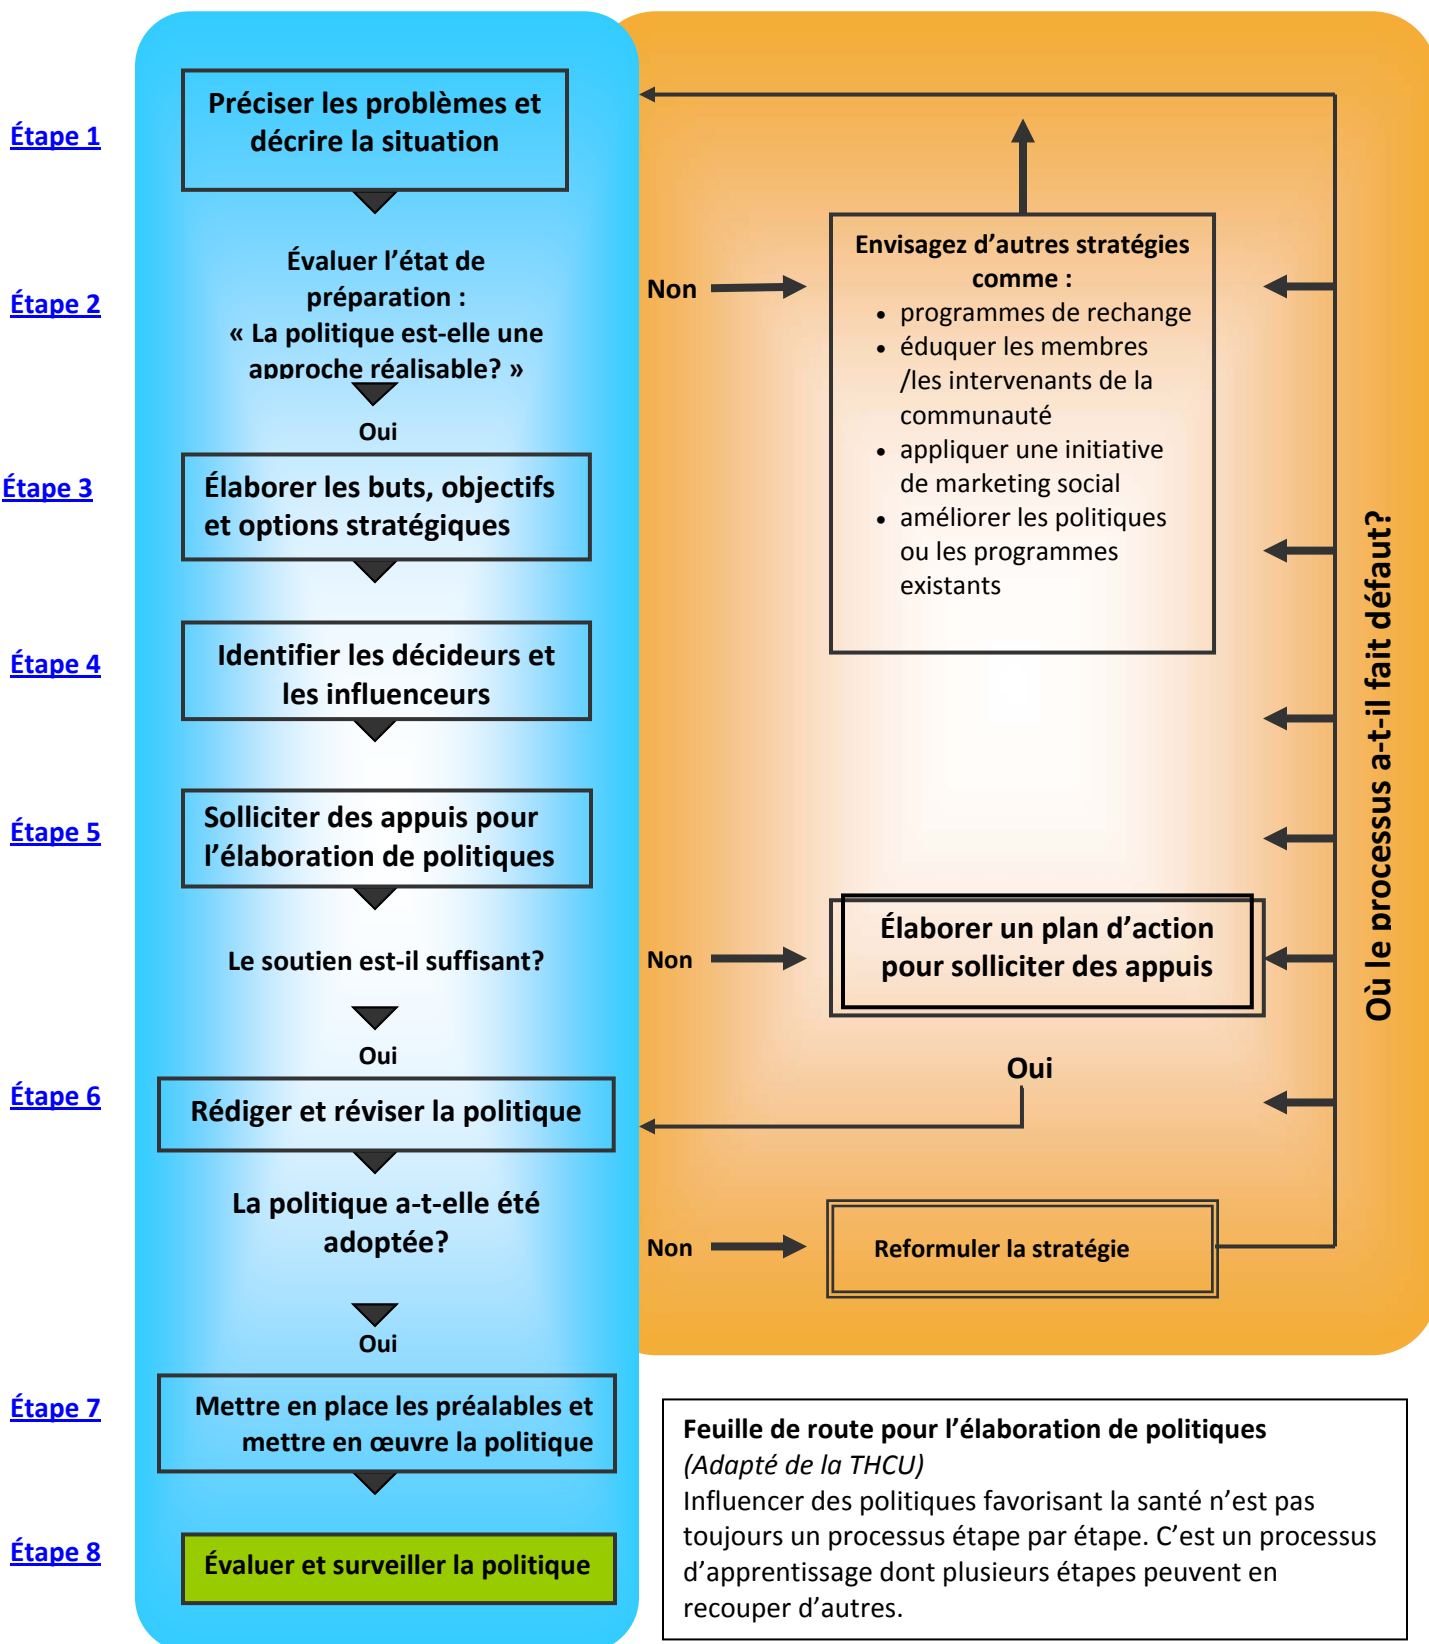 Étape 1
Préciser les problèmes et
décrire la situation
Étape 2
Évaluer l’état de
préparation :
« La politique est-elle une
approche réalisable? »
Non
Envisagez d’autres stratégies
comme :
• programmes de rechange
• éduquer les membres
/les intervenants de la
communauté
• appliquer une initiative
de marketing social
• améliorer les politiques
ou les programmes
existants
Oui
Étape 3
Élaborer les buts, objectifs
et options stratégiques
Étape 4
Identifier les décideurs et
les influenceurs
Étape 5
Solliciter des appuis pour
l’élaboration de politiques
Le soutien est-il suffisant?
Non
Élaborer un plan d’action
pour solliciter des appuis
Oui
Oui
Étape 6
Rédiger et réviser la politique
La politique a-t-elle été
adoptée?
Non
Reformuler la stratégie
Où le processus a-t-il fait défaut?
Oui
Étape 7
Mettre en place les préalables et
mettre en œuvre la politique
Étape 8
Évaluer et surveiller la politique
Feuille de route pour l’élaboration de politiques
(Adapté de la THCU)
Influencer des politiques favorisant la santé n’est pas
toujours un processus étape par étape. C’est un processus
d’apprentissage dont plusieurs étapes peuvent en
recouper d’autres.